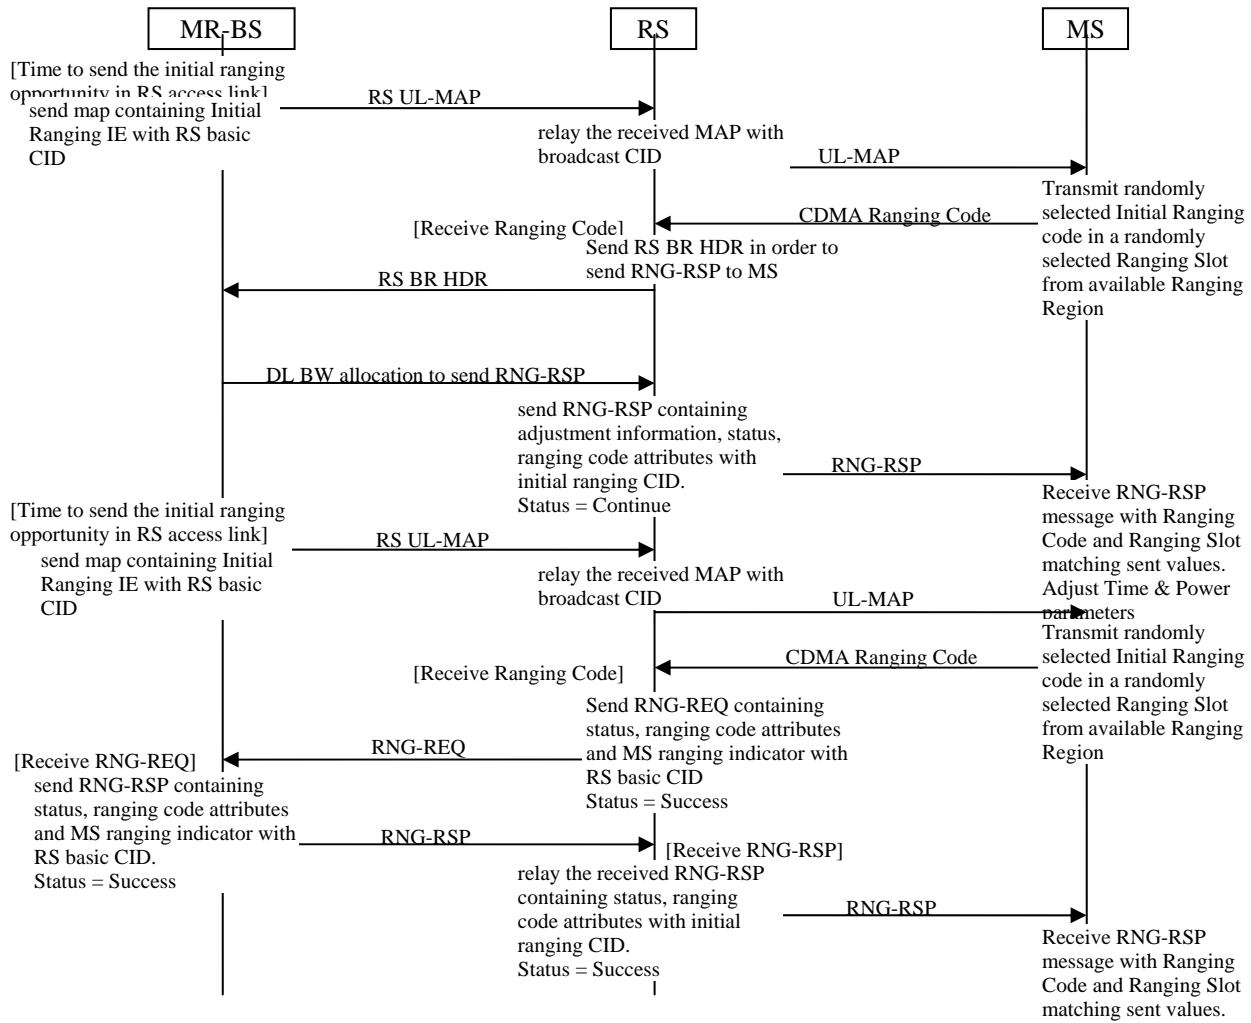 MR-BS
RS
MS
[Time to send the initial ranging
opportunity in RS access link]
send map containing Initial
Ranging IE with RS basic
CID
RS UL-MAP
relay the received MAP with
broadcast CID
UL-MAP
Transmit randomly
selected Initial Ranging
code in a randomly
selected Ranging Slot
from available Ranging
Region
CDMA Ranging Code
[Receive Ranging Code]
Send RS BR HDR in order to
send RNG-RSP to MS
RS BR HDR
DL BW allocation to send RNG-RSP
send RNG-RSP containing
adjustment information, status,
ranging code attributes with
initial ranging CID.
Status = Continue
RNG-RSP
Receive RNG-RSP
message with Ranging
Code and Ranging Slot
matching sent values.
Adjust Time & Power
parameters
[Time to send the initial ranging
opportunity in RS access link]
send map containing Initial
Ranging IE with RS basic
CID
RS UL-MAP
relay the received MAP with
broadcast CID
UL-MAP
Transmit randomly
selected Initial Ranging
code in a randomly
selected Ranging Slot
from available Ranging
Region
CDMA Ranging Code
[Receive Ranging Code]
Send RNG-REQ containing
status, ranging code attributes
and MS ranging indicator with
RS basic CID
Status = Success
RNG-REQ
[Receive RNG-REQ]
send RNG-RSP containing
status, ranging code attributes
and MS ranging indicator with
RS basic CID.
Status = Success
RNG-RSP
[Receive RNG-RSP]
relay the received RNG-RSP
containing status, ranging
code attributes with initial
ranging CID.
Status = Success
RNG-RSP
Receive RNG-RSP
message with Ranging
Code and Ranging Slot
matching sent values.